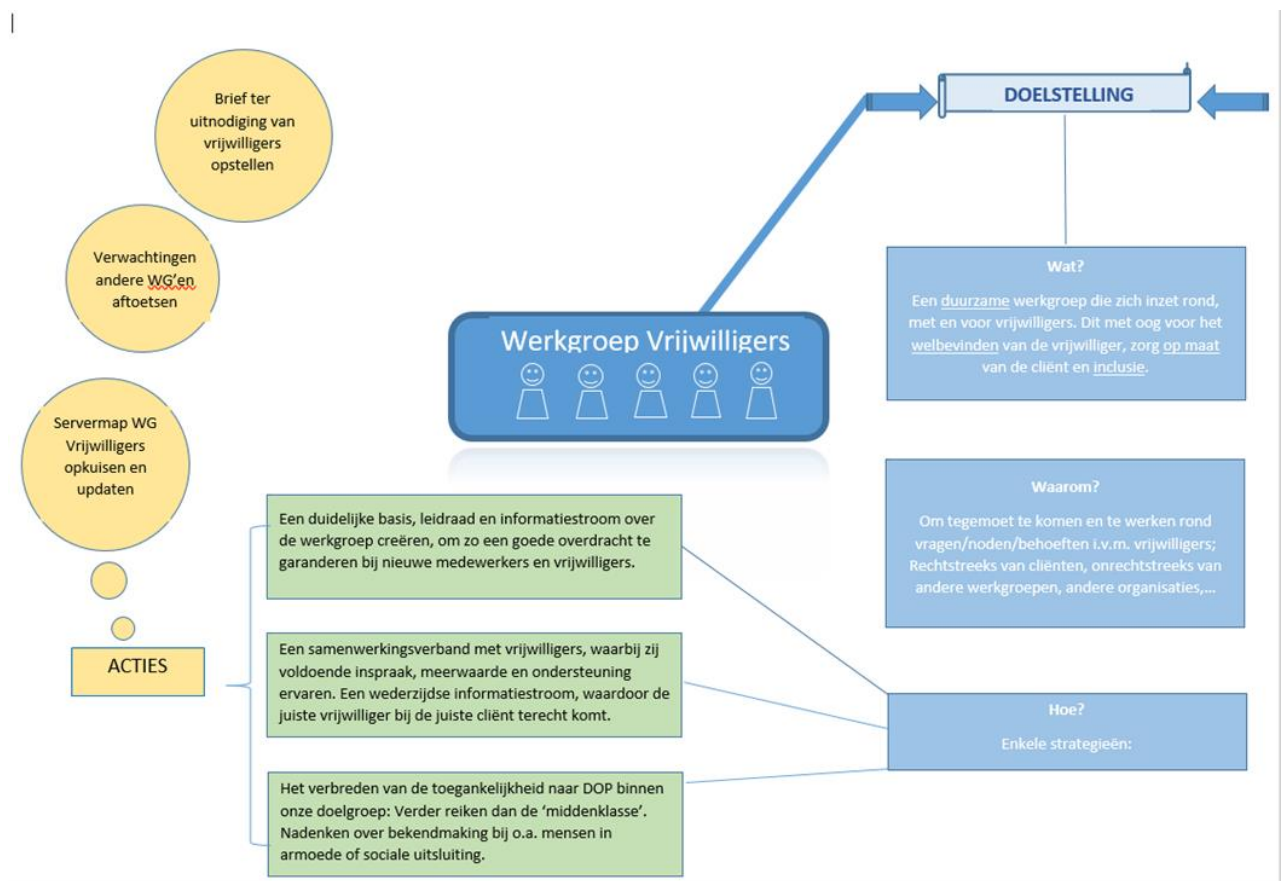 Brief ter
uitnodiging van
vrijwilligers
opstellen
Verwachtingen
andere WG'en
aftoetsen
Servermap WG
Vrijwilligers
opkuisen en
updaten
ACTIES
Werkgroep Vrijwilligers
DOELSTELLING
Wat?
Een duurzame werkgroep die zich inzet rond,
met en voor vrijwilligers. Dit met oog voor het
welbevinden van de vrijwilliger, zorg op maat
van de cliënt en inclusie.
Waarom?
Om tegemoet te komen en te werken rond
vragen/noden/behoeften i.v.m. vrijwilligers;
Rechtstreeks van cliënten, onrechtstreeks van
andere werkgroepen, andere organisaties,...
Hoe?
Enkele strategieën:
Een duidelijke basis, leidraad en informatiestroom over
de werkgroep creëren, om zo een goede overdracht te
garanderen bij nieuwe medewerkers en vrijwilligers.
Een samenwerkingsverband met vrijwilligers, waarbij zij
voldoende inspraak, meerwaarde en ondersteuning
ervaren. Een wederzijdse informatiestroom, waardoor de
juiste vrijwilliger bij de juiste cliënt terecht komt.
Het verbreden van de toegankelijkheid naar DOP binnen
onze doelgroep: Verder reiken dan de ‘middenklasse’.
Nadenken over bekendmaking bij o.a. mensen in
armoede of sociale uitsluiting.